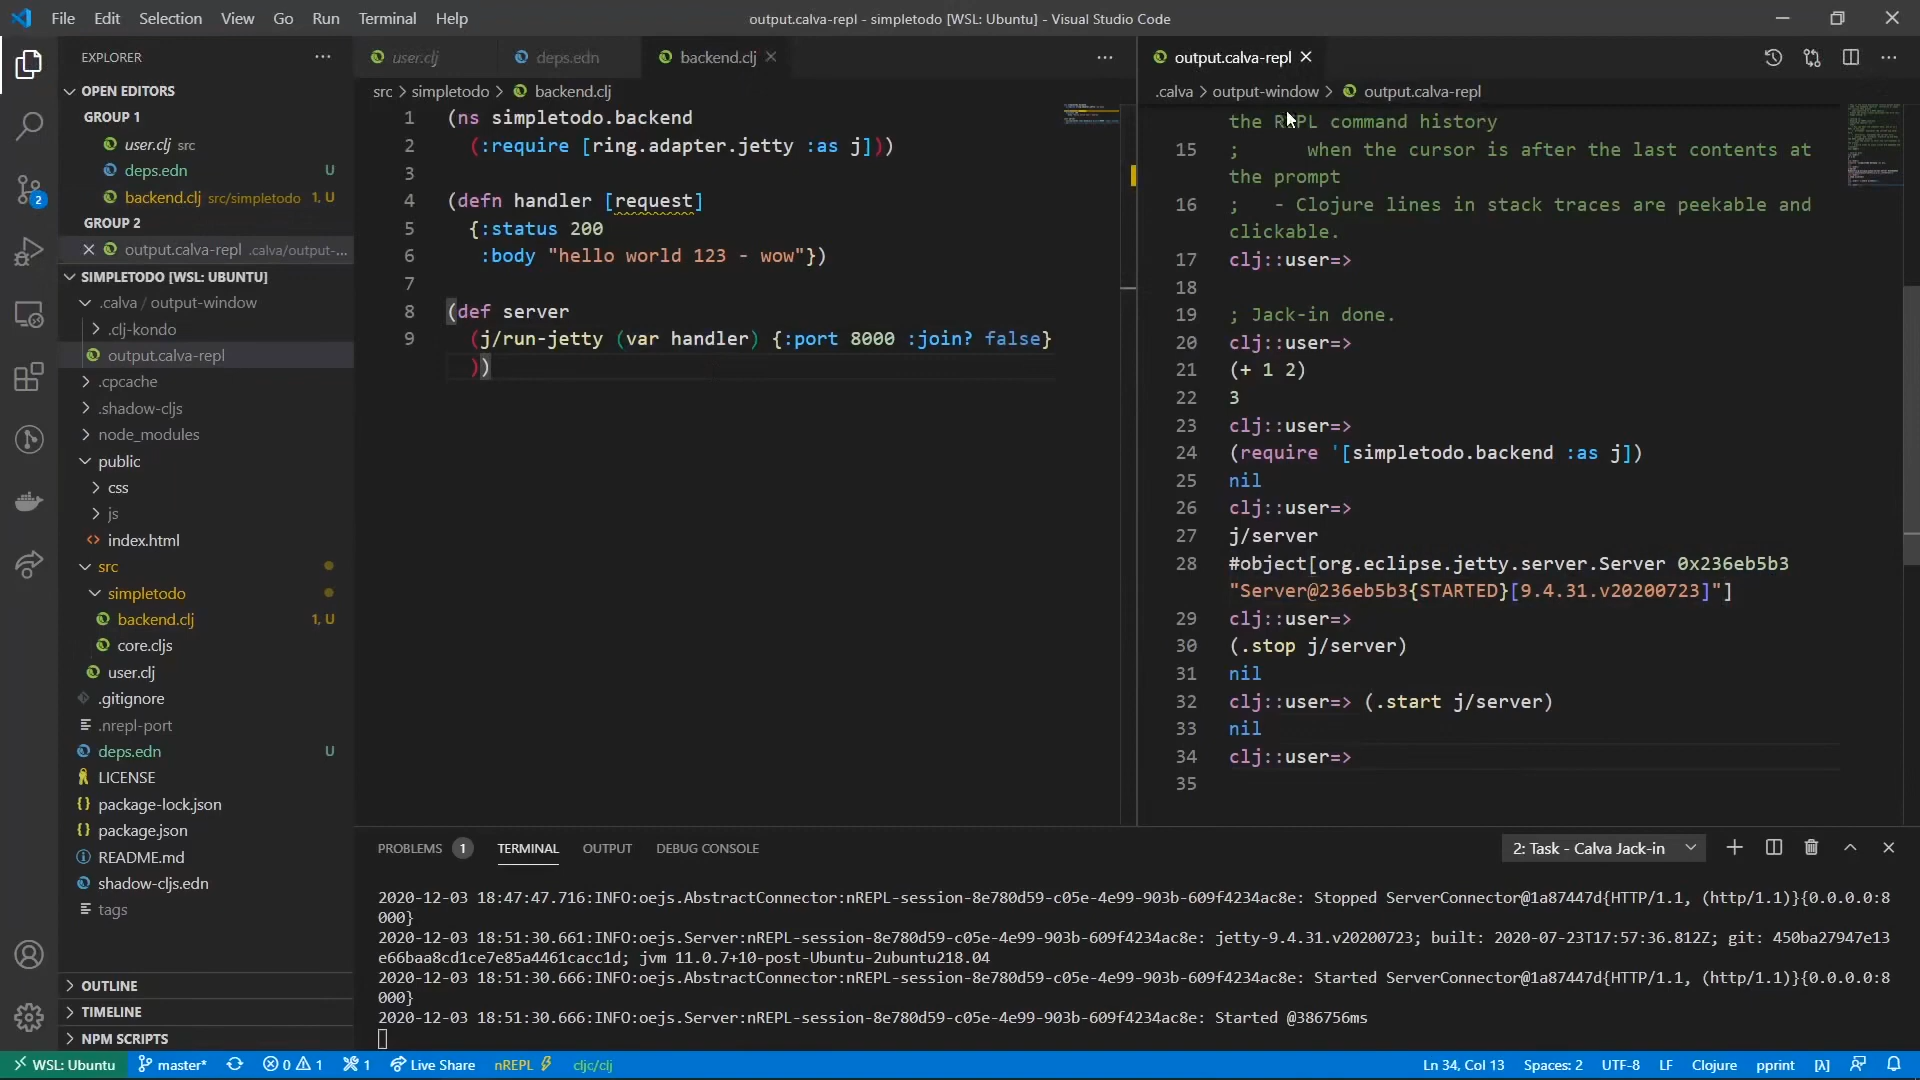 File Edit Selection View Go Run Terminal Help
output.calva-repl - simpletodo [WSL: Ubuntu] - Visual Studio Code
EXPLORER
OPEN EDITORS
GROUP 1
user.clj src
deps.edn U
backend.clj src/simpletodo 1, U
GROUP 2
output.calva-repl .calva/output-...
SIMPLETODO [WSL: UBUNTU]
.calva / output-window
.clj-kondo
output.calva-repl
.cpcache
.shadow-cljs
node_modules
public
css
js
index.html
src
simpletodo
backend.clj 1, U
core.cljs
user.clj
.gitignore
.nrepl-port
deps.edn U
LICENSE
package-lock.json
package.json
README.md
shadow-cljs.edn
tags
OUTLINE
TIMELINE
NPM SCRIPTS
2
user.clj deps.edn backend.clj
src > simpletodo > backend.clj
1 (ns simpletodo.backend
2 (:require [ring.adapter.jetty :as j]))
3
4 (defn handler [request]
5 {:status 200
6 :body "hello world 123 - wow"})
7
8 (def server
9 (j/run-jetty (var handler) {:port 8000 :join? false}
))
output.calva-repl
.calva > output-window > output.calva-repl
the REPL command history
15 ; when the cursor is after the last contents at
the prompt
16 ; - Clojure lines in stack traces are peekable and
clickable.
17 clj::user=>
18
19 ; Jack-in done.
20 clj::user=>
21 (+ 1 2)
22 3
23 clj::user=>
24 (require '[simpletodo.backend :as j])
25 nil
26 clj::user=>
27 j/server
28 #object[org.eclipse.jetty.server.Server 0x236eb5b3
"Server@236eb5b3{STARTED}[9.4.31.v20200723]"]
29 clj::user=>
30 (.stop j/server)
31 nil
32 clj::user=> (.start j/server)
33 nil
34 clj::user=>
35
PROBLEMS 1 TERMINAL OUTPUT DEBUG CONSOLE
2: Task - Calva Jack-in
2020-12-03 18:47:47.716:INFO:oejs.AbstractConnector:nREPL-session-8e780d59-c05e-4e99-903b-609f4234ac8e: Stopped ServerConnector@1a87447d{HTTP/1.1, (http/1.1)}{0.0.0.0:8
000}
2020-12-03 18:51:30.661:INFO:oejs.Server:nREPL-session-8e780d59-c05e-4e99-903b-609f4234ac8e: jetty-9.4.31.v20200723; built: 2020-07-23T17:57:36.812Z; git: 450ba27947e13
e66baa8cd1ce7e85a4461cacc1d; jvm 11.0.7+10-post-Ubuntu-2ubuntu218.04
2020-12-03 18:51:30.666:INFO:oejs.AbstractConnector:nREPL-session-8e780d59-c05e-4e99-903b-609f4234ac8e: Started ServerConnector@1a87447d{HTTP/1.1, (http/1.1)}{0.0.0.0:8
000}
2020-12-03 18:51:30.666:INFO:oejs.Server:nREPL-session-8e780d59-c05e-4e99-903b-609f4234ac8e: Started @386756ms
WSL: Ubuntu master* 0 1 1 Live Share nREPL cljc/clj
Ln 34, Col 13 Spaces: 2 UTF-8 LF Clojure pprint [λ]